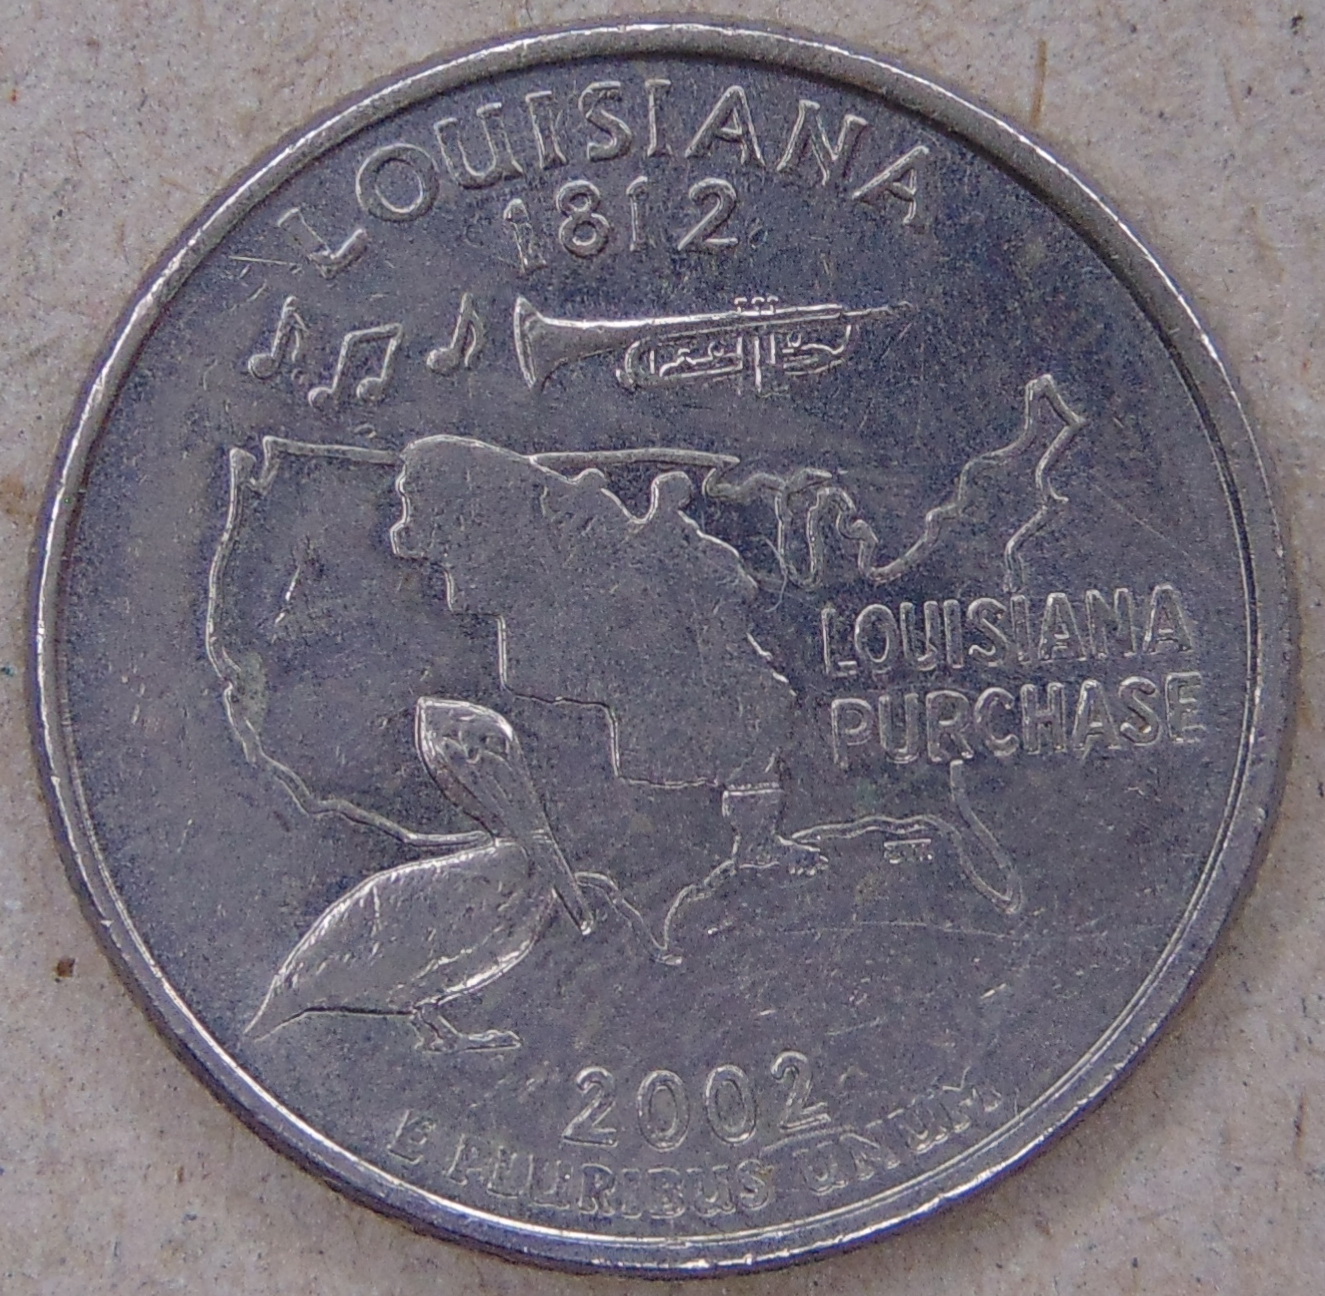 LOUISIANA
1812
LOUISIANA
PURCHASE
2002
E PLURIBUS UNUM